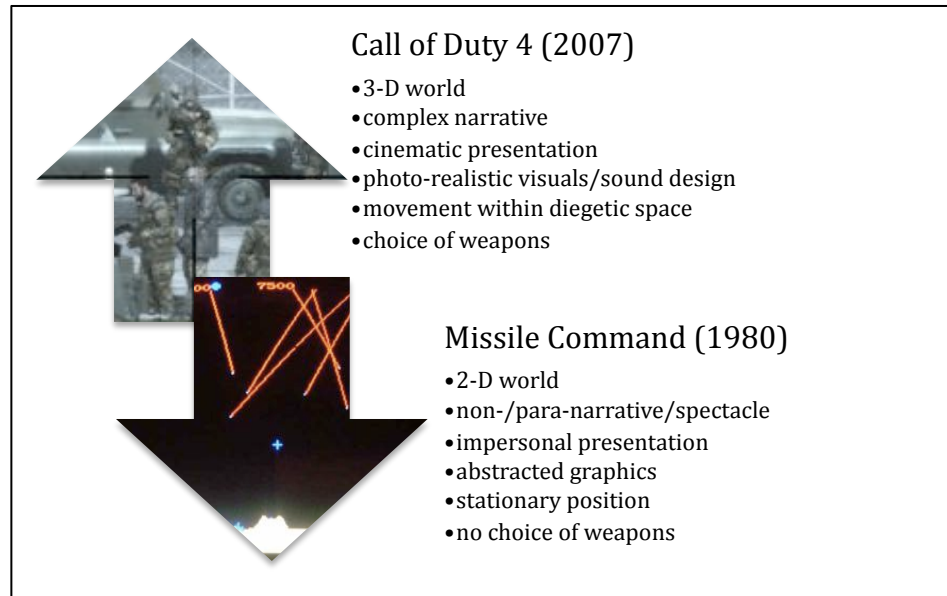 Call of Duty 4 (2007)
•3-D world
•complex narrative
•cinematic presentation
•photo-realistic visuals/sound design
•movement within diegetic space
•choice of weapons
00
7500
Missile Command (1980)
•2-D world
•non-/para-narrative/spectacle
•impersonal presentation
•abstracted graphics
•stationary position
•no choice of weapons